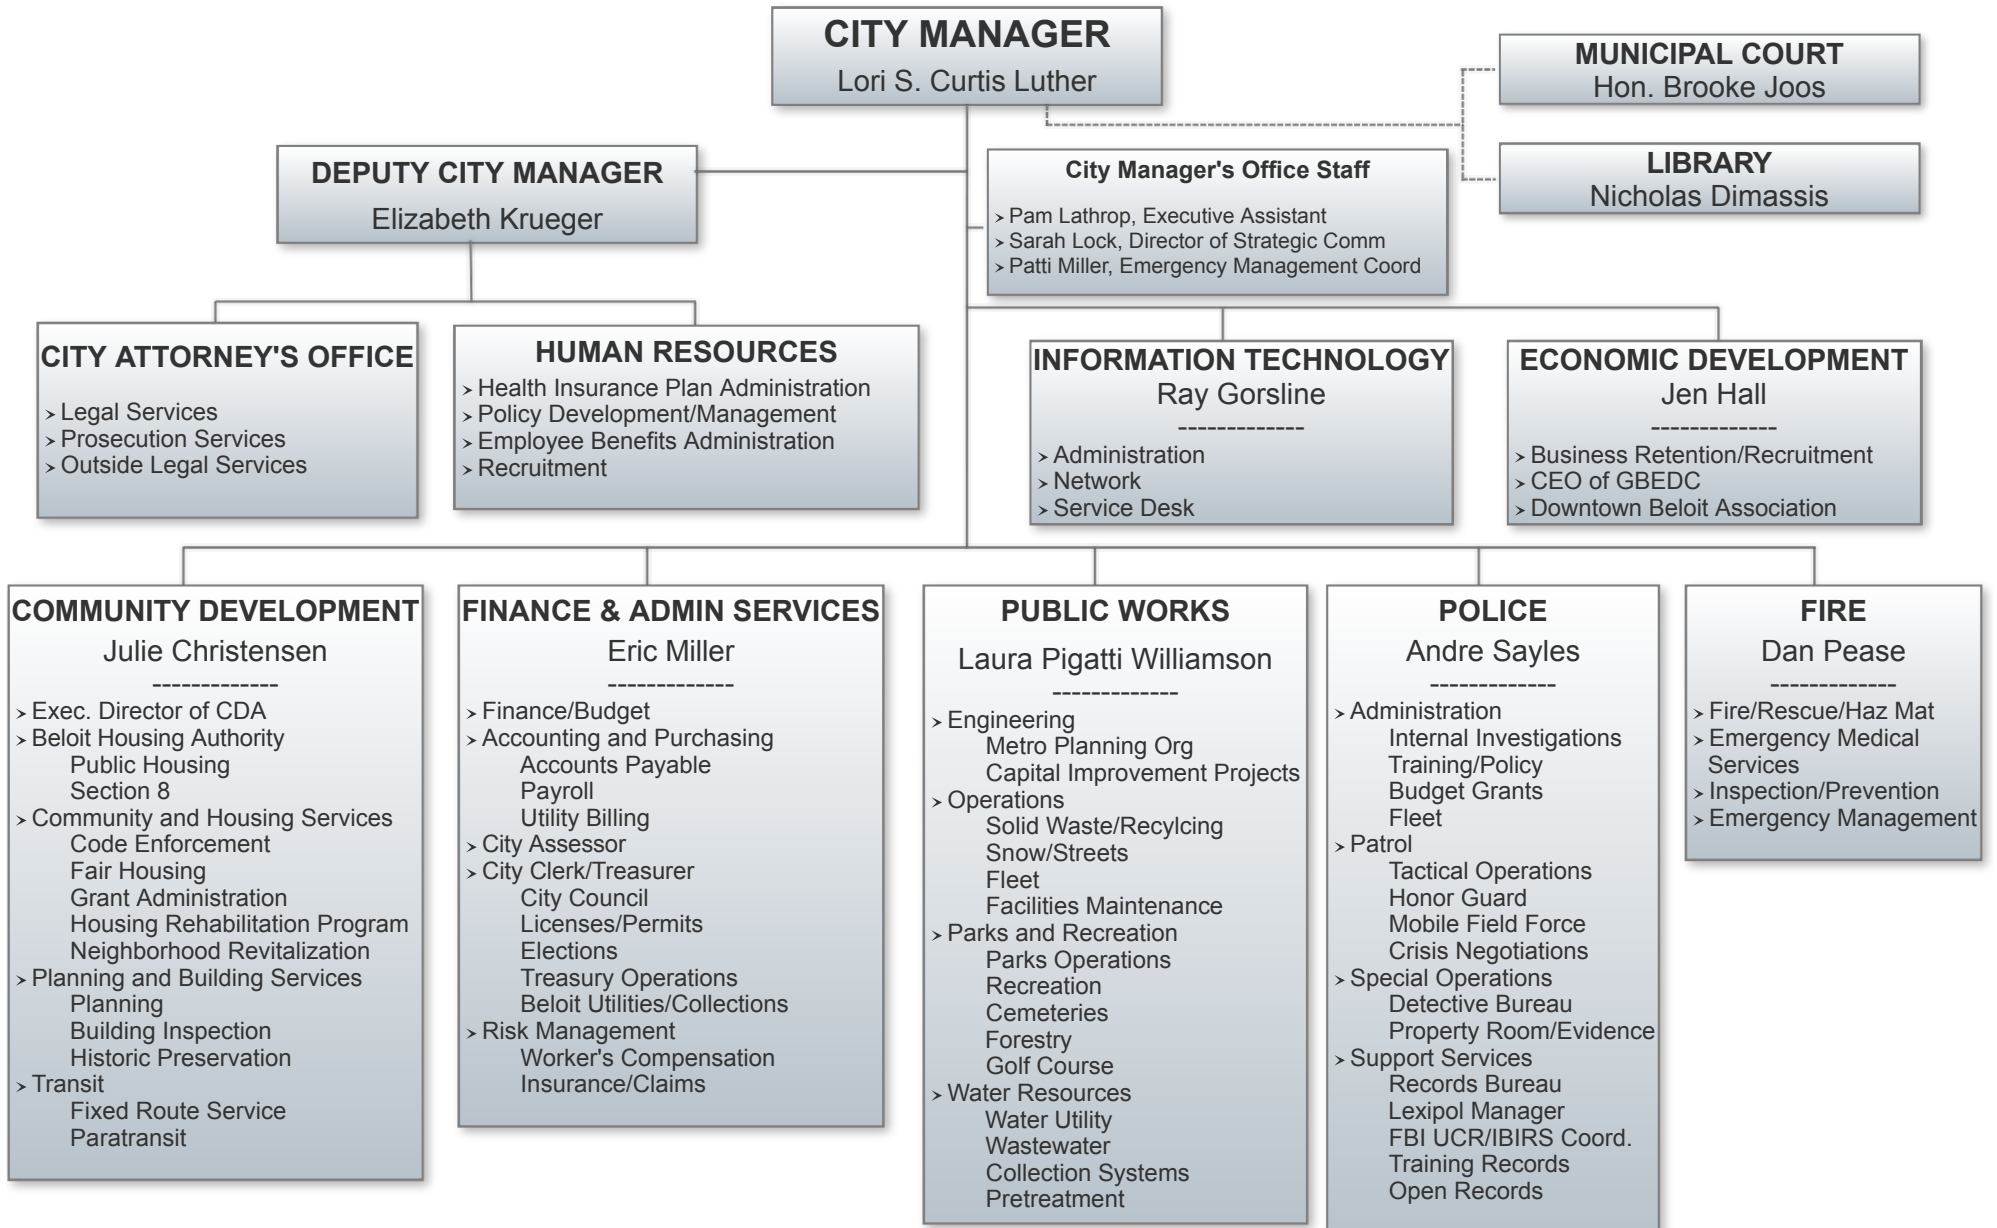 CITY MANAGER
Lori S. Curtis Luther
MUNICIPAL COURT
Hon. Brooke Joos
LIBRARY
Nicholas Dimassis
DEPUTY CITY MANAGER
Elizabeth Krueger
City Manager's Office Staff
> Pam Lathrop, Executive Assistant
> Sarah Lock, Director of Strategic Comm
> Patti Miller, Emergency Management Coord
CITY ATTORNEY'S OFFICE
> Legal Services
> Prosecution Services
> Outside Legal Services
HUMAN RESOURCES
> Health Insurance Plan Administration
> Policy Development/Management
> Employee Benefits Administration
> Recruitment
INFORMATION TECHNOLOGY
Ray Gorsline
-------------
> Administration
> Network
> Service Desk
ECONOMIC DEVELOPMENT
Jen Hall
-------------
> Business Retention/Recruitment
> CEO of GBEDC
> Downtown Beloit Association
COMMUNITY DEVELOPMENT
Julie Christensen
-------------
> Exec. Director of CDA
> Beloit Housing Authority
Public Housing
Section 8
> Community and Housing Services
Code Enforcement
Fair Housing
Grant Administration
Housing Rehabilitation Program
Neighborhood Revitalization
> Planning and Building Services
Planning
Building Inspection
Historic Preservation
> Transit
Fixed Route Service
Paratransit
FINANCE & ADMIN SERVICES
Eric Miller
-------------
> Finance/Budget
> Accounting and Purchasing
Accounts Payable
Payroll
Utility Billing
> City Assessor
> City Clerk/Treasurer
City Council
Licenses/Permits
Elections
Treasury Operations
Beloit Utilities/Collections
> Risk Management
Worker's Compensation
Insurance/Claims
PUBLIC WORKS
Laura Pigatti Williamson
-------------
> Engineering
Metro Planning Org
Capital Improvement Projects
> Operations
Solid Waste/Recylcing
Snow/Streets
Fleet
Facilities Maintenance
> Parks and Recreation
Parks Operations
Recreation
Cemeteries
Forestry
Golf Course
> Water Resources
Water Utility
Wastewater
Collection Systems
Pretreatment
POLICE
Andre Sayles
-------------
> Administration
Internal Investigations
Training/Policy
Budget Grants
Fleet
> Patrol
Tactical Operations
Honor Guard
Mobile Field Force
Crisis Negotiations
> Special Operations
Detective Bureau
Property Room/Evidence
> Support Services
Records Bureau
Lexipol Manager
FBI UCR/IBIRS Coord.
Training Records
Open Records
FIRE
Dan Pease
-------------
> Fire/Rescue/Haz Mat
> Emergency Medical
Services
> Inspection/Prevention
> Emergency Management